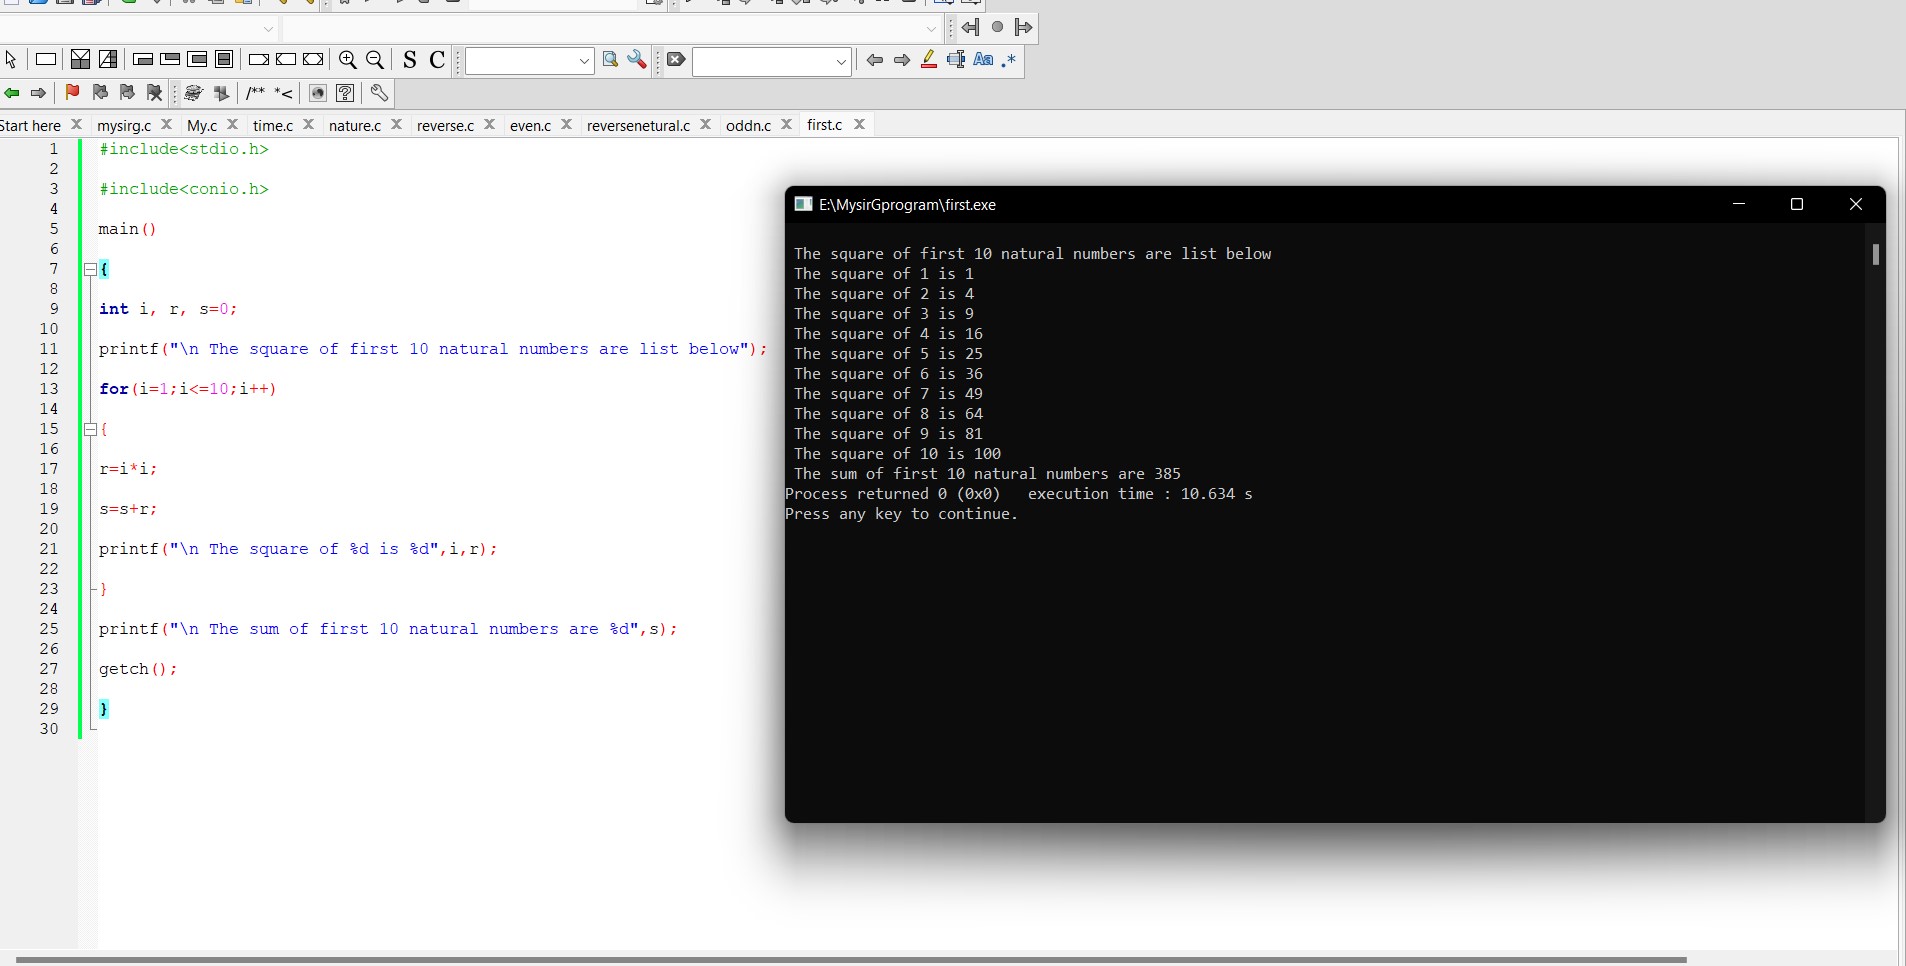 S C
Aa .*
/** *<
Start here mysirg.c My.c time.c nature.c reverse.c even.c reversenetural.c oddn.c first.c
1 #include<stdio.h>
2
3 #include<conio.h>
4
5 main()
6
7 {
8
9 int i, r, s=0;
10
11 printf("\n The square of first 10 natural numbers are list below");
12
13 for(i=1;i<=10;i++)
14
15 {
16
17 r=i*i;
18
19 s=s+r;
20
21 printf("\n The square of %d is %d",i,r);
22
23 }
24
25 printf("\n The sum of first 10 natural numbers are %d",s);
26
27 getch();
28
29 }
30
E:\MysirGprogram\first.exe
The square of first 10 natural numbers are list below
The square of 1 is 1
The square of 2 is 4
The square of 3 is 9
The square of 4 is 16
The square of 5 is 25
The square of 6 is 36
The square of 7 is 49
The square of 8 is 64
The square of 9 is 81
The square of 10 is 100
The sum of first 10 natural numbers are 385
Process returned 0 (0x0)   execution time : 10.634 s
Press any key to continue.